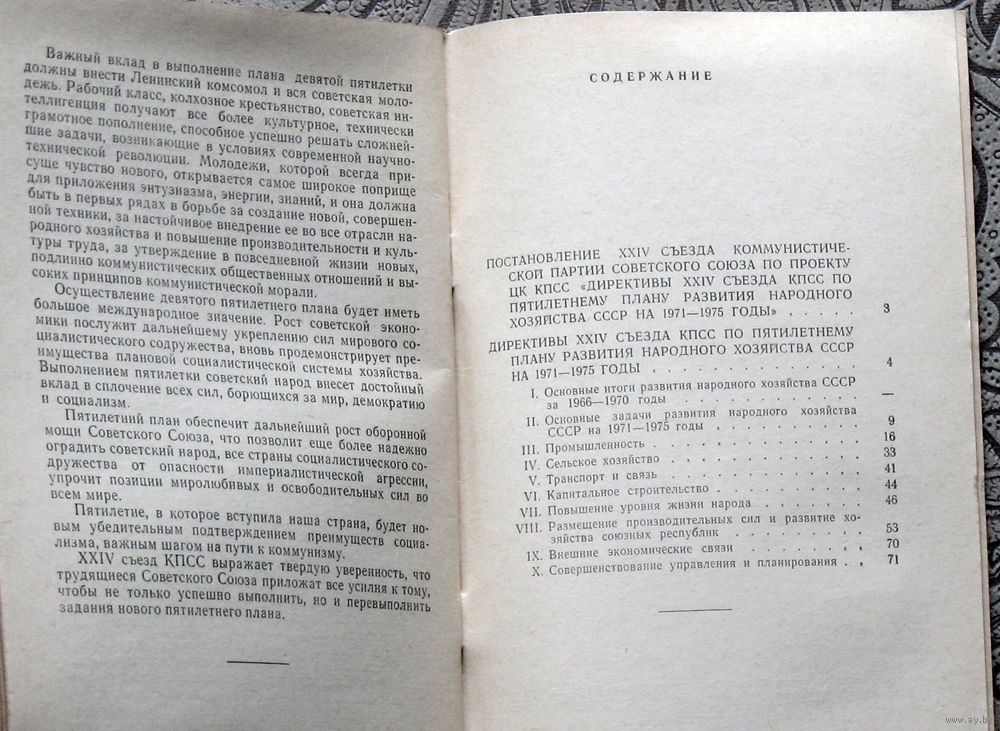 Важный вклад в выполнение плана девятой пятилетки
должны внести Ленинский комсомол и вся советская моло-
дежь. Рабочий класс, колхозное крестьянство, советская ин-
теллигенция получают все более культурное, технически
грамотное пополнение, способное успешно решать сложней-
шие задачи, возникающие в условиях современной научно-
технической революции. Молодежи, которой всегда при-
суще чувство нового, открывается самое широкое поприще
для приложения энтузиазма, энергии, знаний, и она должна
быть в первых рядах в борьбе за создание новой, совершен-
ной техники, за настойчивое внедрение ее во все отрасли на-
родного хозяйства и повышение производительности и куль-
туры труда, за утверждение в повседневной жизни новых,
подлинно коммунистических общественных отношений и вы-
соких принципов коммунистической морали.
Осуществление девятого пятилетнего плана будет иметь
большое международное значение. Рост советской эконо-
мики послужит дальнейшему укреплению сил мирового со-
циалистического содружества, вновь продемонстрирует пре-
имущества плановой социалистической системы хозяйства.
Выполнением пятилетки советский народ внесет достойный
вклад в сплочение всех сил, борющихся за мир, демократию
и социализм.
Пятилетний план обеспечит дальнейший рост оборонной
мощи Советского Союза, что позволит еще более надежно
оградить советский народ, все страны социалистического со-
дружества от опасности империалистической агрессии,
упрочит позиции миролюбивых и освободительных сил во
всем мире.
Пятилетие, в которое вступила наша страна, будет но-
вым убедительным подтверждением преимуществ социа-
лизма, важным шагом на пути к коммунизму.
XXIV съезд КПСС выражает твердую уверенность, что
трудящиеся Советского Союза приложат все усилия к тому,
чтобы не только успешно выполнить, но и перевыполнить
задания нового пятилетнего плана.
СОДЕРЖАНИЕ
ПОСТАНОВЛЕНИЕ XXIV СЪЕЗДА КОММУНИСТИЧЕ-
СКОЙ ПАРТИИ СОВЕТСКОГО СОЮЗА ПО ПРОЕКТУ
ЦК КПСС «ДИРЕКТИВЫ XXIV СЪЕЗДА КПСС ПО
ПЯТИЛЕТНЕМУ ПЛАНУ РАЗВИТИЯ НАРОДНОГО
ХОЗЯЙСТВА СССР НА 1971—1975 ГОДЫ» . . . . . 3
ДИРЕКТИВЫ XXIV СЪЕЗДА КПСС ПО ПЯТИЛЕТНЕМУ
ПЛАНУ РАЗВИТИЯ НАРОДНОГО ХОЗЯЙСТВА СССР
НА 1971—1975 ГОДЫ . . . . . . . . . . . . . 4
I. Основные итоги развития народного хозяйства СССР
за 1966—1970 годы . . . . . . . . . . . —
II. Основные задачи развития народного хозяйства
СССР на 1971—1975 годы . . . . . . . . . 9
III. Промышленность . . . . . . . . . . . . 16
IV. Сельское хозяйство . . . . . . . . . . . 33
V. Транспорт и связь . . . . . . . . . . . 41
VI. Капитальное строительство . . . . . . . . 44
VII. Повышение уровня жизни народа . . . . . . 46
VIII. Размещение производительных сил и развитие хо-
зяйства союзных республик . . . . . . . . 53
IX. Внешние экономические связи . . . . . . . 70
X. Совершенствование управления и планирования . . 71
www.ay.by